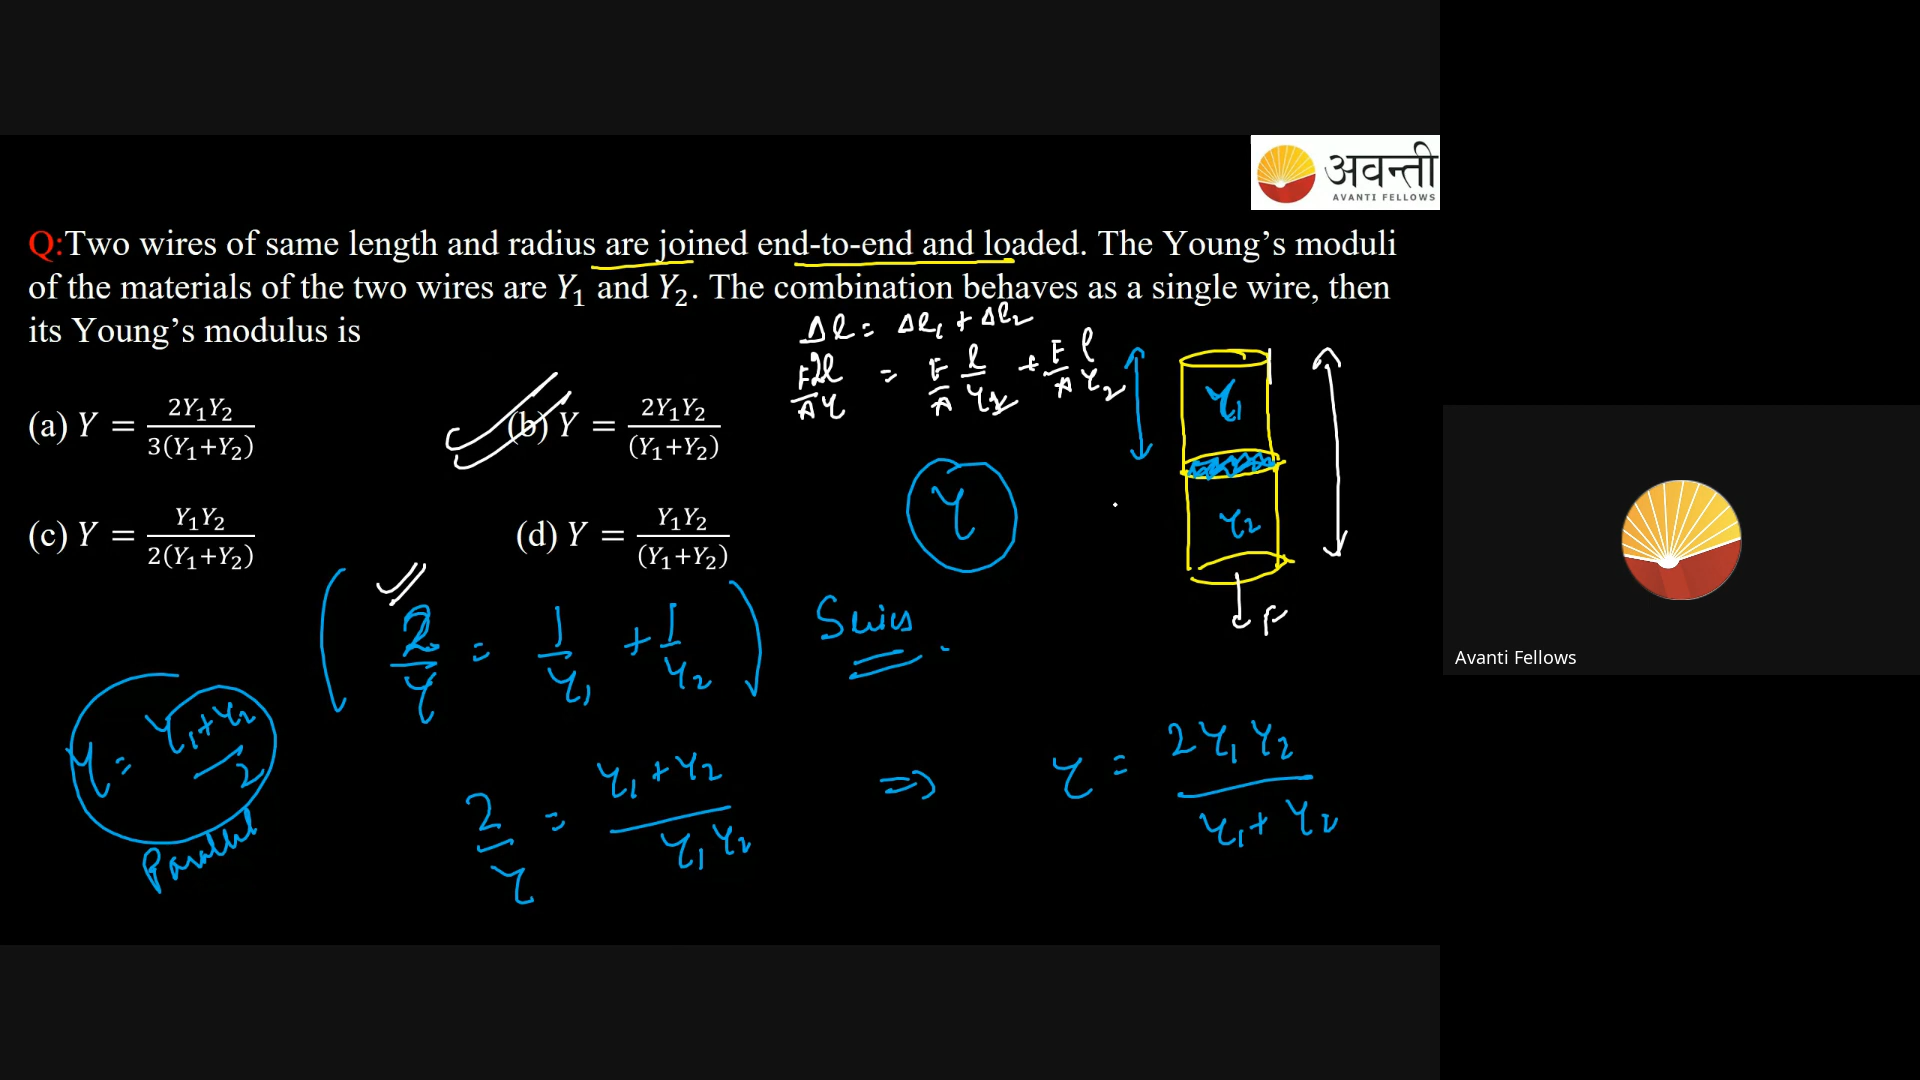 अवन्ती
AVANTI FELLOWS
Q:Two wires of same length and radius are joined end-to-end and loaded. The Young’s moduli
of the materials of the two wires are Y₁ and Y₂. The combination behaves as a single wire, then
its Young’s modulus is
Δl = Δl₁ + Δl₂
F2l/AY = F/A l/Y₁ + F/A l/Y₂
(a) Y = 2Y₁Y₂/3(Y₁+Y₂)
(b) Y = 2Y₁Y₂/(Y₁+Y₂)
Y₁
Y
Y₂
(c) Y = Y₁Y₂/2(Y₁+Y₂)
(d) Y = Y₁Y₂/(Y₁+Y₂)
F
(2/Y = 1/Y₁ + 1/Y₂) Series
Avanti Fellows
Y = Y₁+Y₂/2
Parallel
2/Y = Y₁+Y₂/Y₁Y₂ ⇒ Y = 2Y₁Y₂/Y₁+Y₂